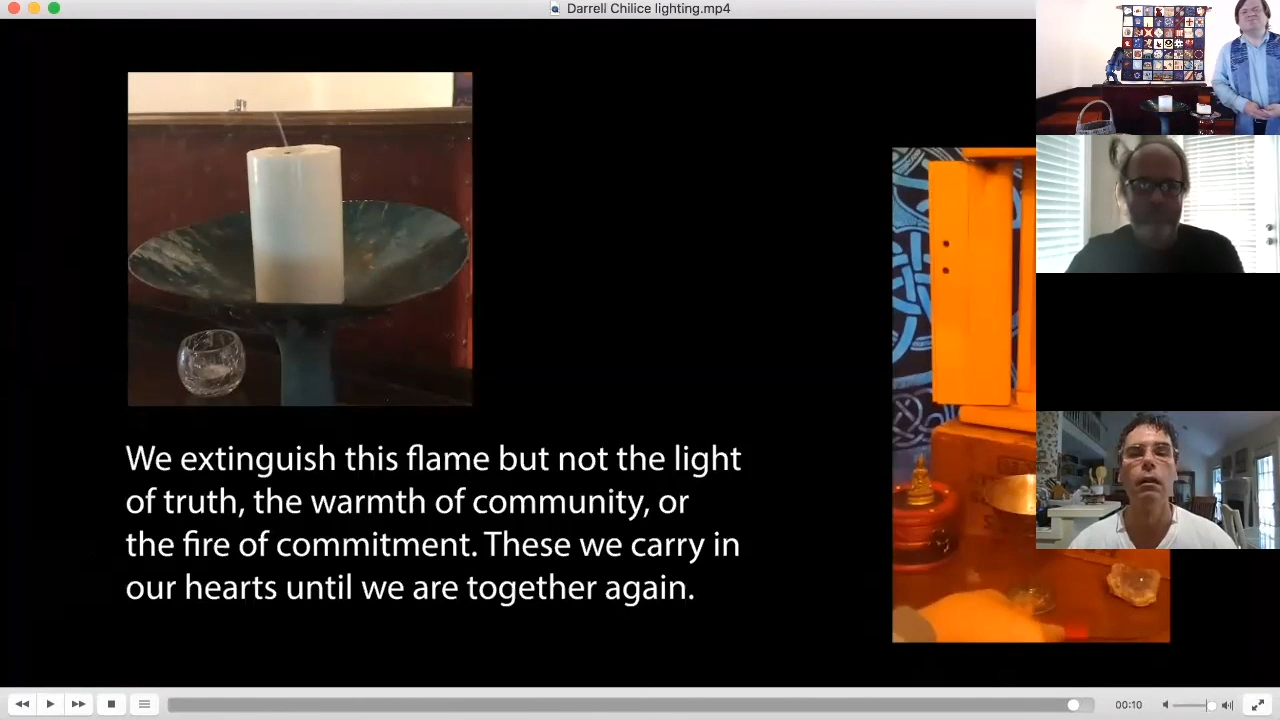 Darrell Chilice lighting.mp4
We extinguish this flame but not the light
of truth, the warmth of community, or
the fire of commitment. These we carry in
our hearts until we are together again.
00:10